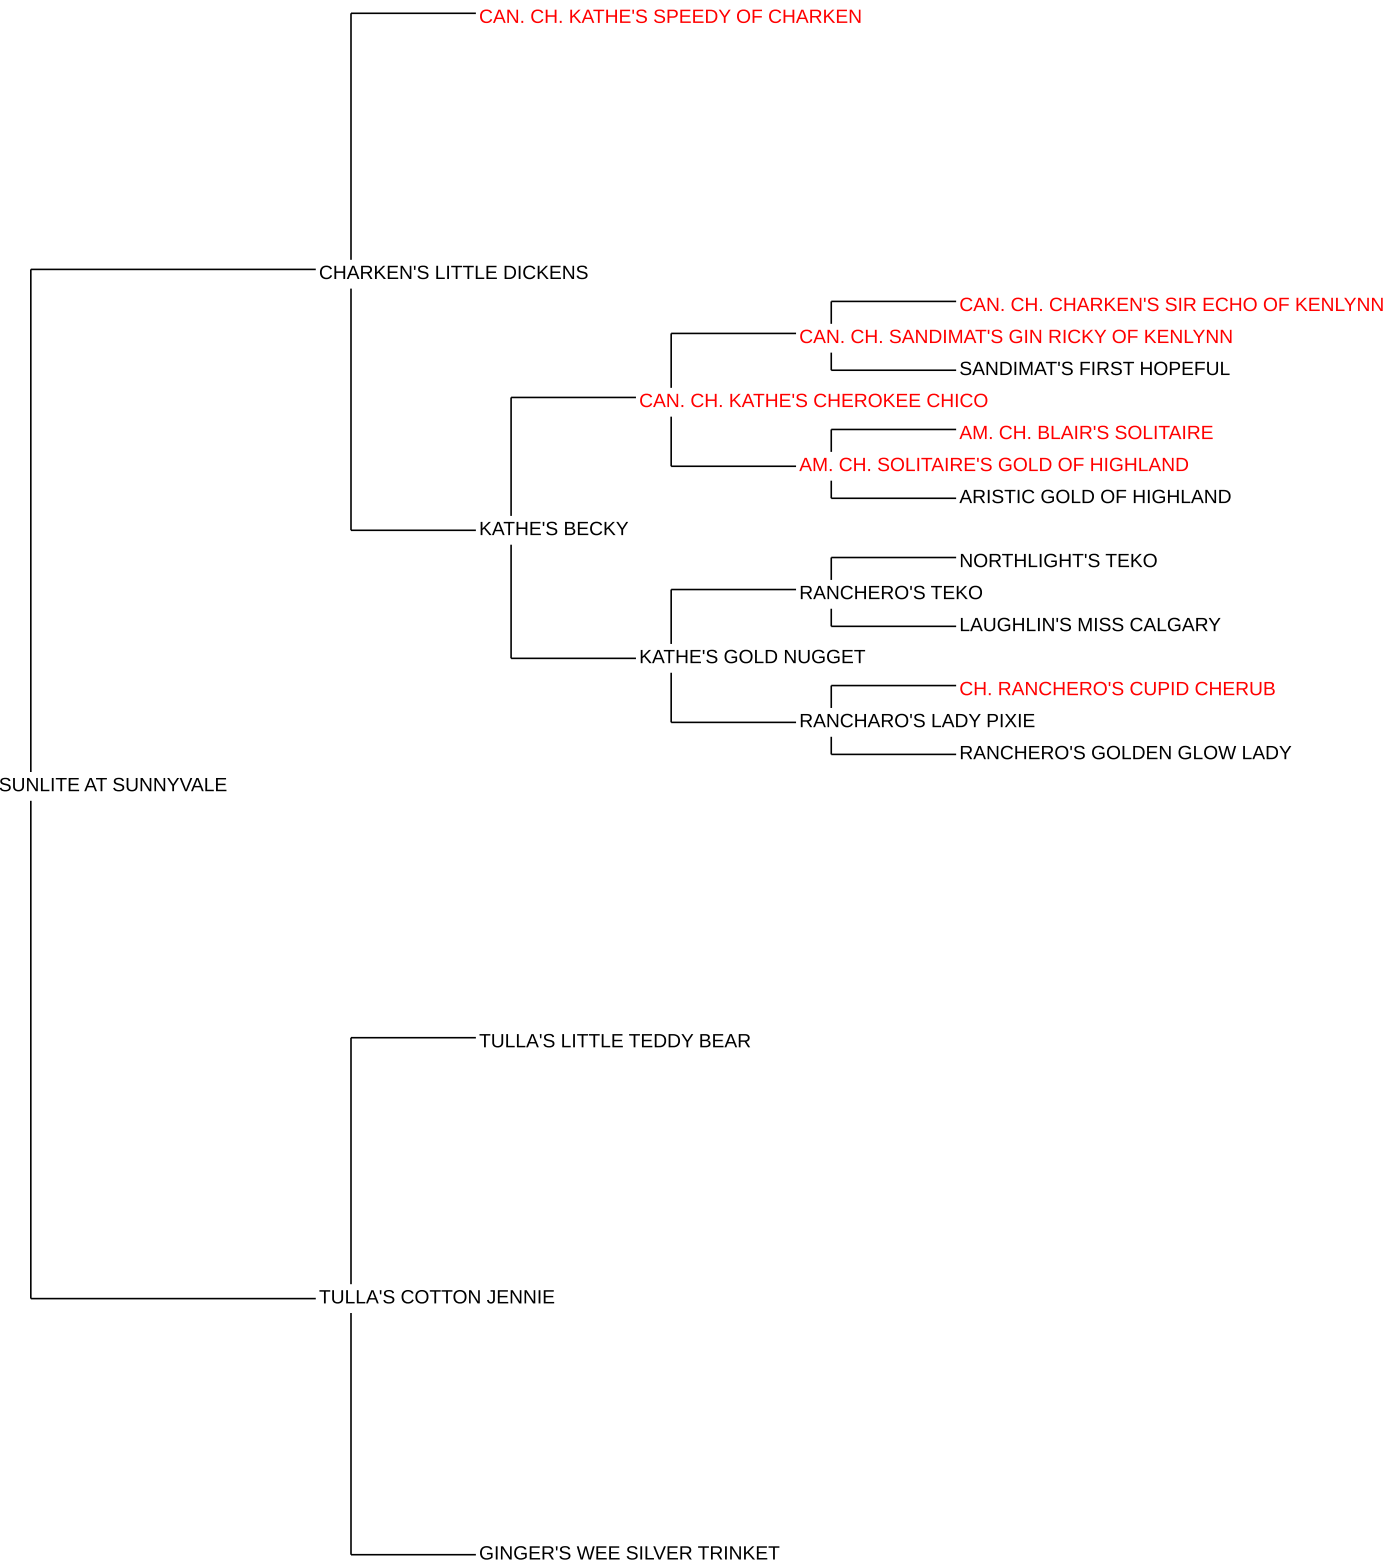 CAN. CH. KATHE'S SPEEDY OF CHARKEN
CHARKEN'S LITTLE DICKENS
CAN. CH. CHARKEN'S SIR ECHO OF KENLYNN
CAN. CH. SANDIMAT'S GIN RICKY OF KENLYNN
SANDIMAT'S FIRST HOPEFUL
CAN. CH. KATHE'S CHEROKEE CHICO
AM. CH. BLAIR'S SOLITAIRE
AM. CH. SOLITAIRE'S GOLD OF HIGHLAND
ARISTIC GOLD OF HIGHLAND
KATHE'S BECKY
NORTHLIGHT'S TEKO
RANCHERO'S TEKO
LAUGHLIN'S MISS CALGARY
KATHE'S GOLD NUGGET
CH. RANCHERO'S CUPID CHERUB
RANCHARO'S LADY PIXIE
RANCHERO'S GOLDEN GLOW LADY
SUNLITE AT SUNNYVALE
TULLA'S LITTLE TEDDY BEAR
TULLA'S COTTON JENNIE
GINGER'S WEE SILVER TRINKET